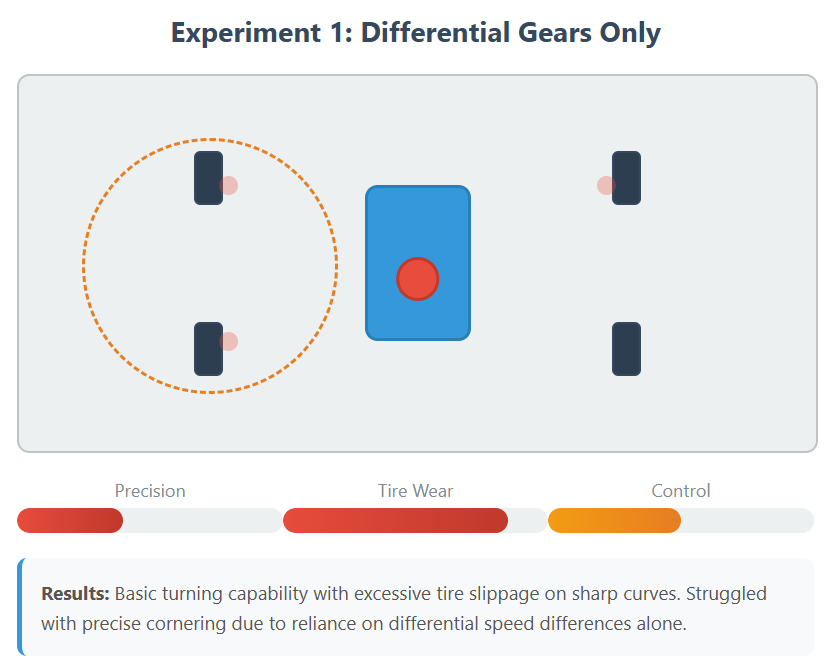 Experiment 1: Differential Gears Only
Precision
Tire Wear
Control
Results: Basic turning capability with excessive tire slippage on sharp curves. Struggled
with precise cornering due to reliance on differential speed differences alone.